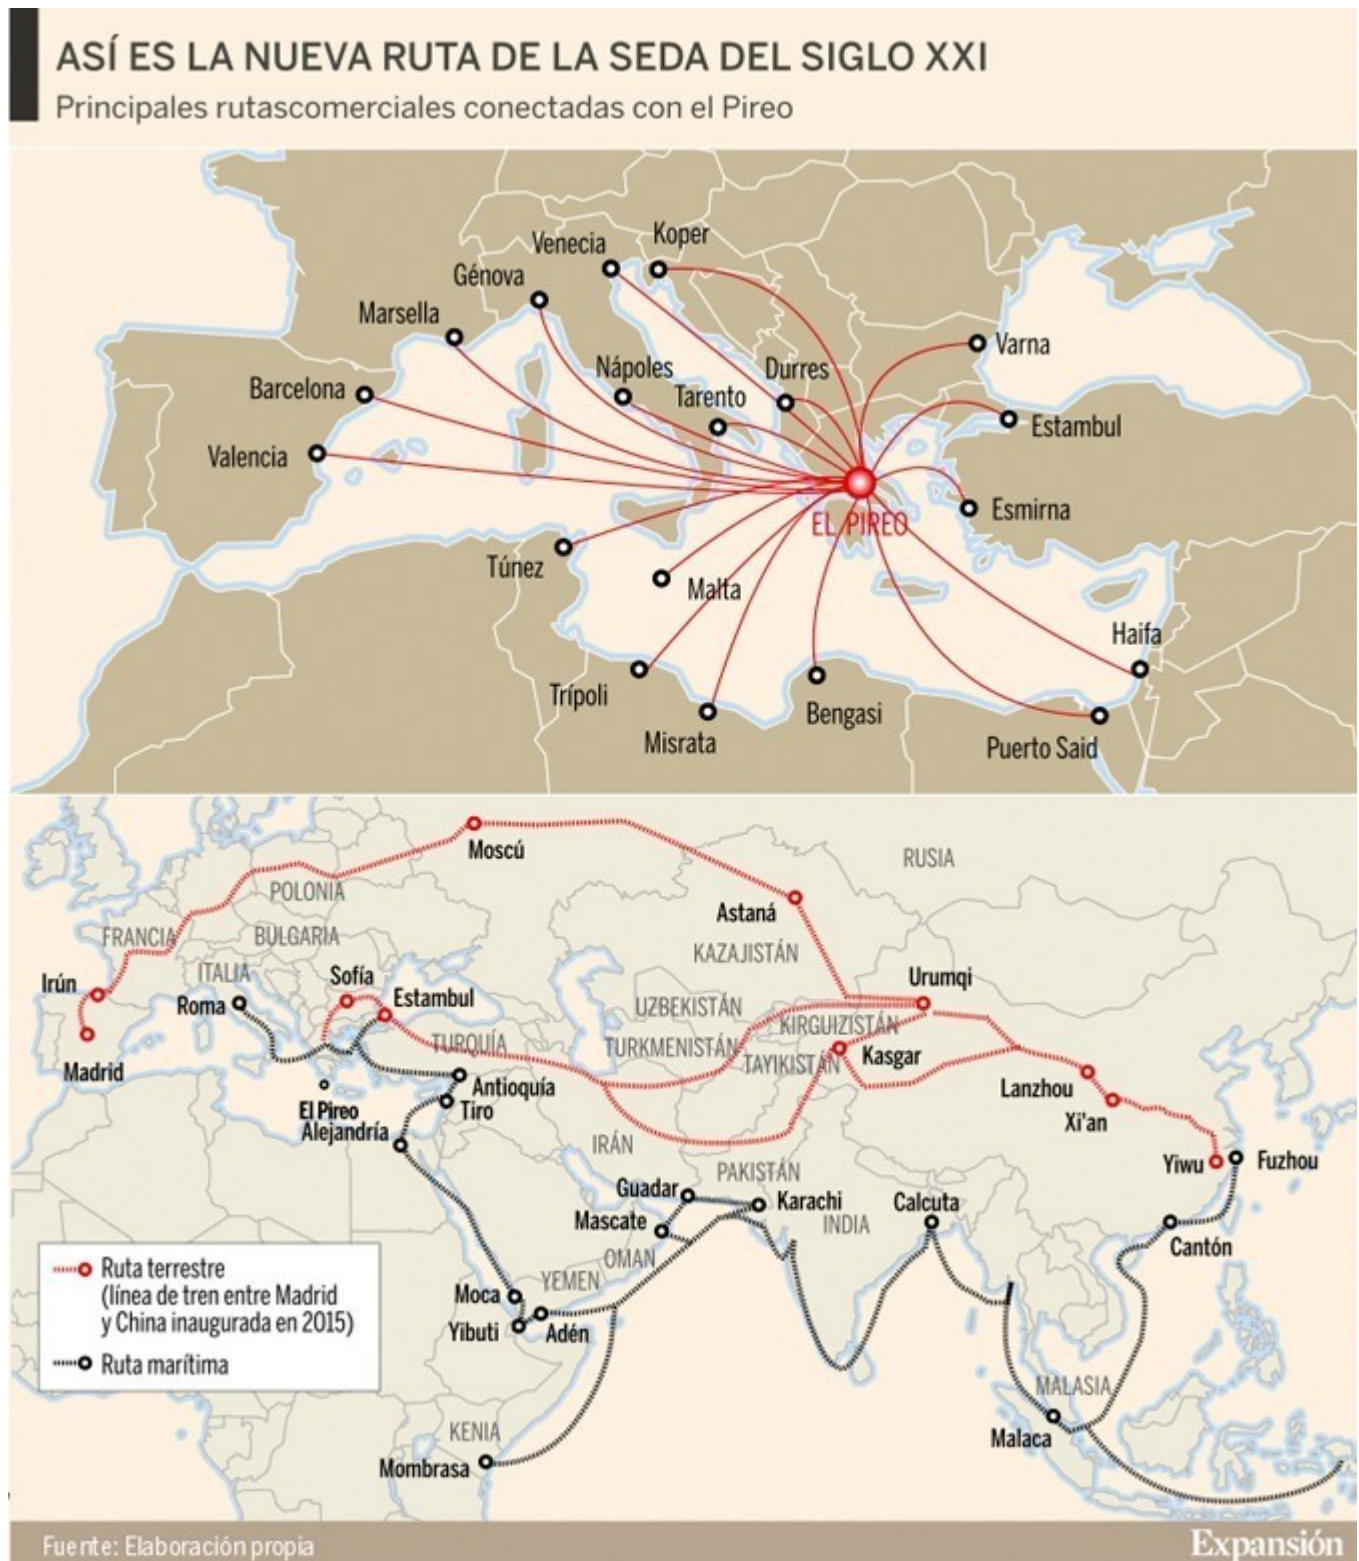 ASÍ ES LA NUEVA RUTA DE LA SEDA DEL SIGLO XXI
Principales rutascomerciales conectadas con el Pireo
Venecia
Koper
Génova
Marsella
Varna
Nápoles
Durres
Barcelona
Tarento
Estambul
Valencia
Esmirna
EL PIREO
Túnez
Malta
Haifa
Trípoli
Bengasi
Misrata
Puerto Said
Moscú
RUSIA
POLONIA
Astaná
FRANCIA
BULGARIA
KAZAJISTÁN
ITALIA
Sofía
Urumqi
Irún
Roma
Estambul
UZBEKISTÁN
KIRGUIZISTÁN
TURQUÍA
TURKMENISTÁN
TAYIKISTÁN
Kasgar
Madrid
Antioquía
Lanzhou
El Pireo
Tiro
Xi'an
Alejandría
IRÁN
PAKISTÁN
Yiwu
Fuzhou
Guadar
Karachi
Calcuta
Mascate
INDIA
Cantón
OMAN
YEMEN
Ruta terrestre
(línea de tren entre Madrid
y China inaugurada en 2015)
Ruta marítima
Moca
Yibuti
Adén
MALASIA
KENIA
Malaca
Mombrasa
Fuente: Elaboración propia
Expansión